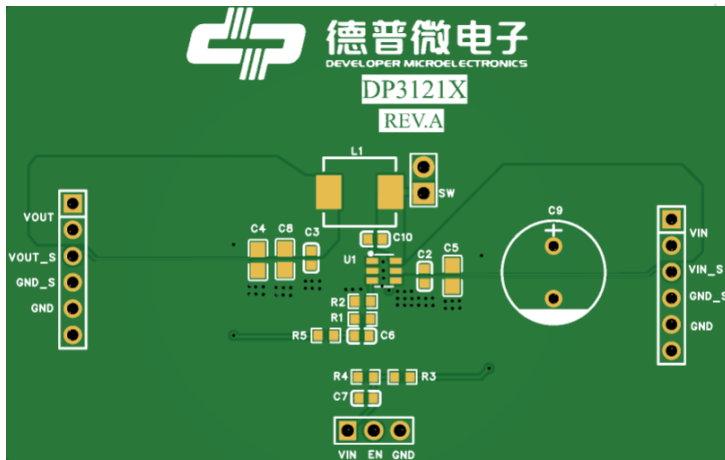 dp 德普微电子
DEVELOPER MICROELECTRONICS
DP3121X
REV.A
L1
SW
C9
VOUT
VOUT_S
GND_S
GND
C4 C8 C3
C10
U1
C2 C5
VIN
VIN_S
GND_S
GND
R2
R1
R5 C6
R4 R3
C7
VIN EN GND